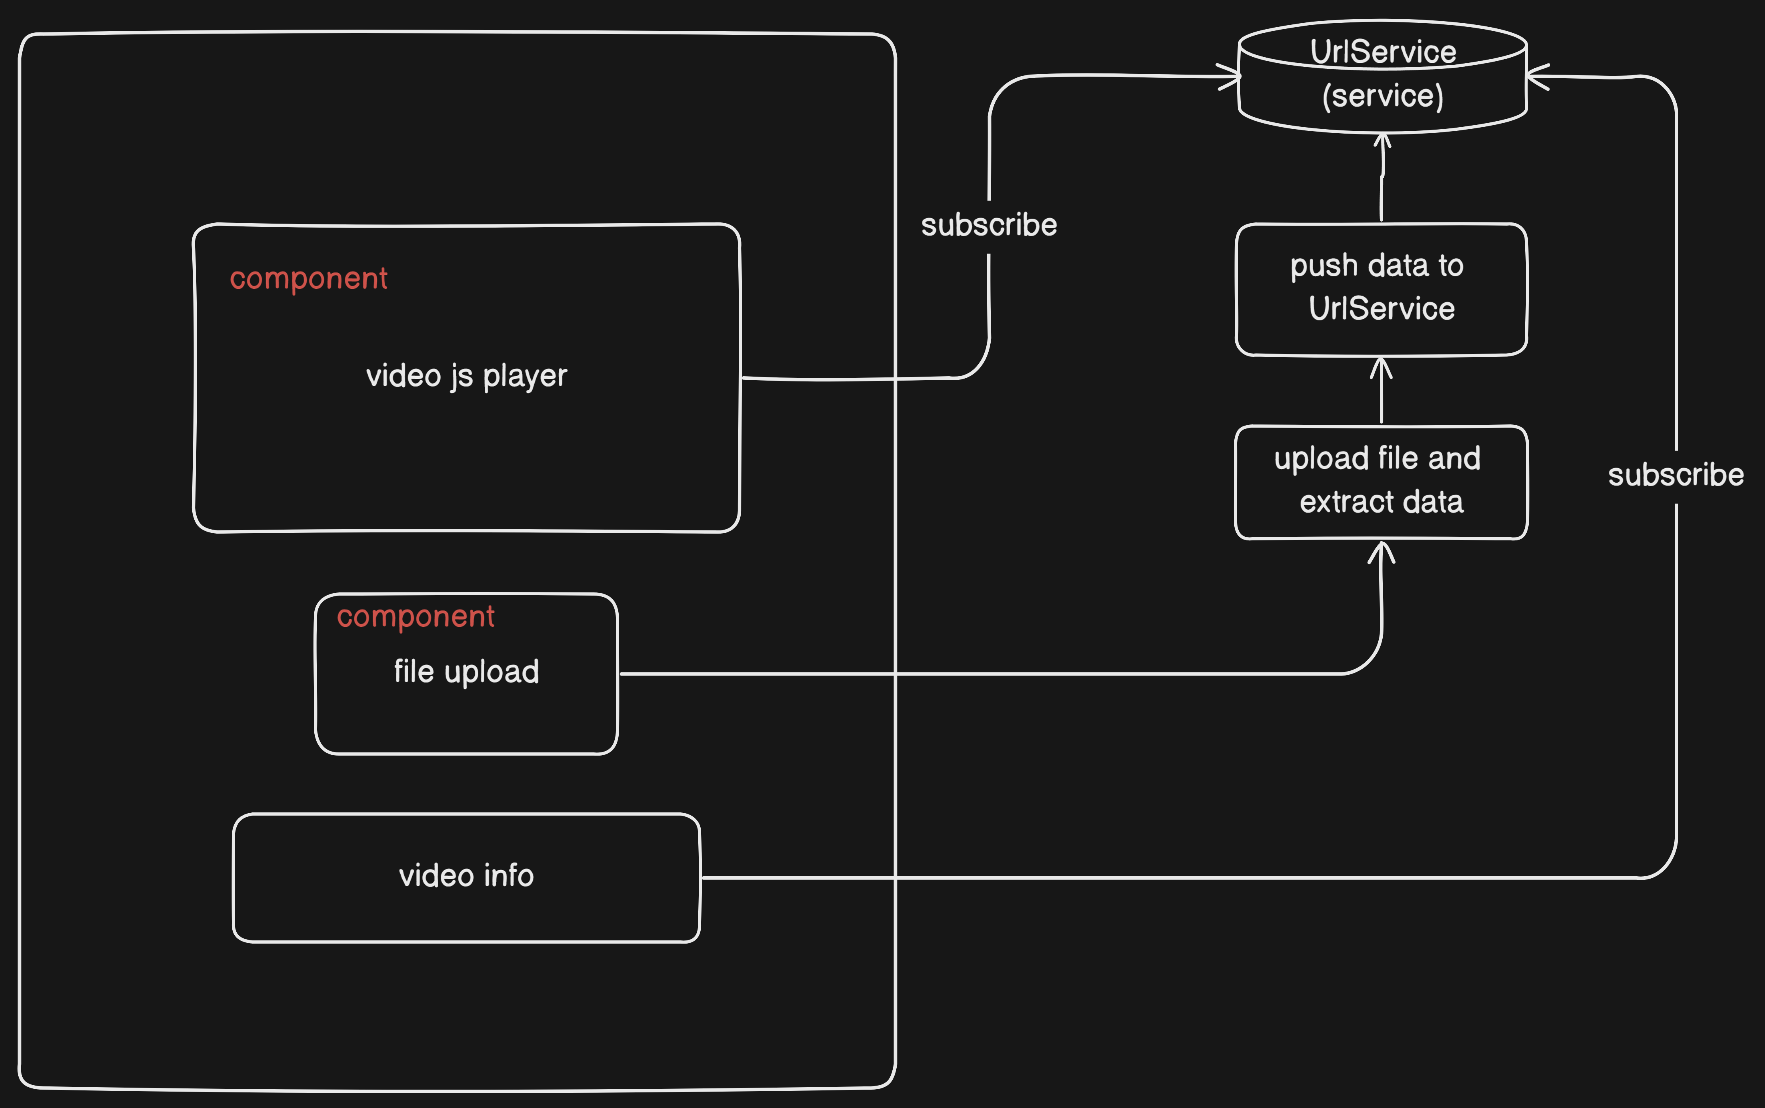 UrlService
(service)
subscribe
component
video js player
push data to
UrlService
upload file and
extract data
subscribe
component
file upload
video info